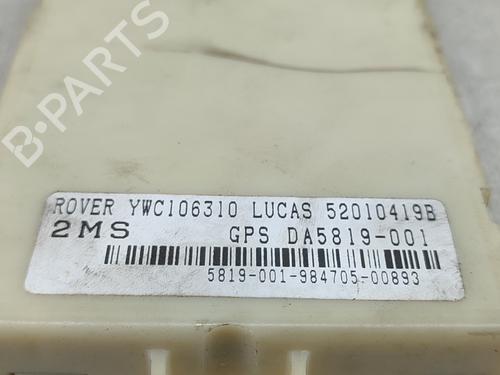 B-PARTS
ROVER YWC106310 LUCAS 52010419B
2MS GPS DA5819-001
5819-001-984705-00893